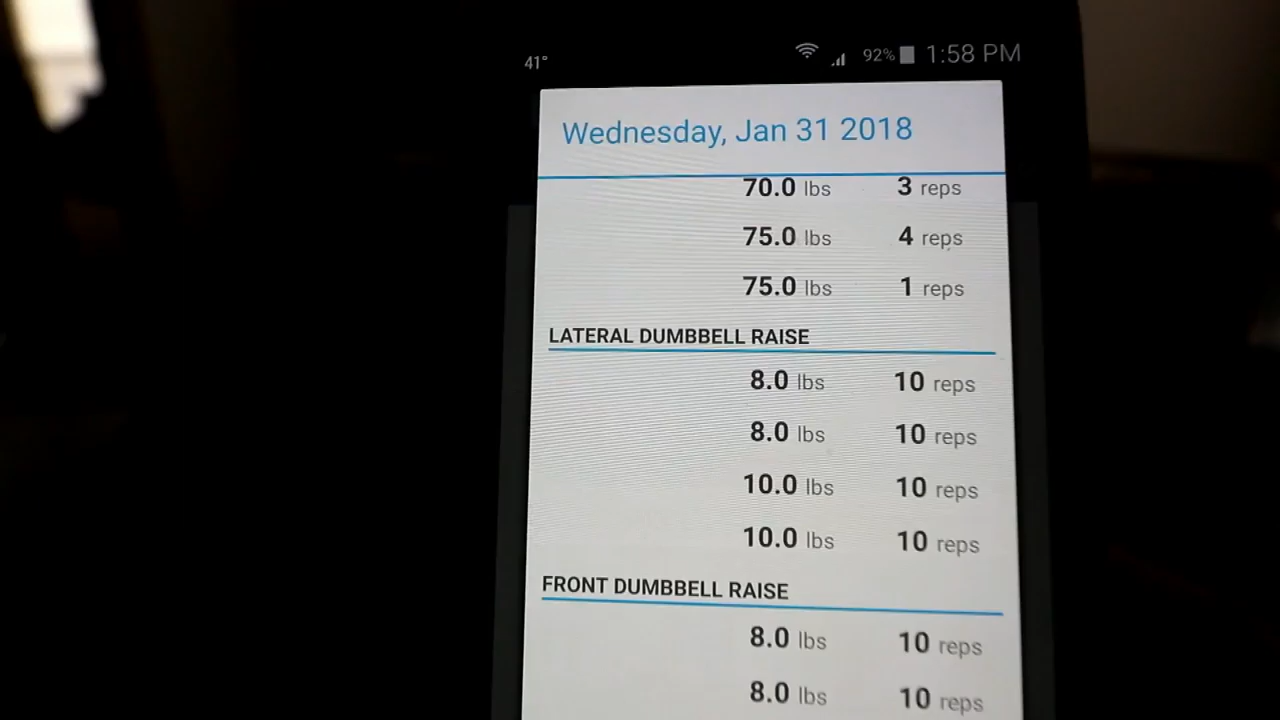 41° 92% 1:58 PM
Wednesday, Jan 31 2018
70.0 lbs 3 reps
75.0 lbs 4 reps
75.0 lbs 1 reps
LATERAL DUMBBELL RAISE
8.0 lbs 10 reps
8.0 lbs 10 reps
10.0 lbs 10 reps
10.0 lbs 10 reps
FRONT DUMBBELL RAISE
8.0 lbs 10 reps
8.0 lbs 10 reps